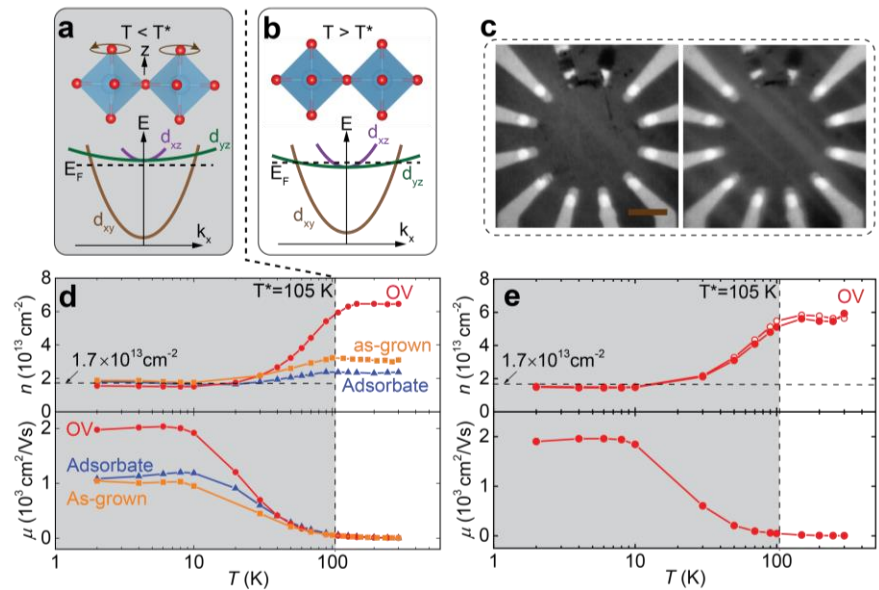 a
T < T*
z
E
d_xz
d_yz
E_F
d_xy
k_x
b
T > T*
E
d_xz
E_F
d_yz
d_xy
k_x
c
d
T*=105 K
OV
as-grown
Adsorbate
1.7×10^13 cm^-2
n (10^13 cm^-2)
8
6
4
2
0
OV
Adsorbate
As-grown
μ (10^3 cm^2/Vs)
2
1
0
1
10
100
T (K)
e
T*=105 K
OV
1.7×10^13 cm^-2
n (10^13 cm^-2)
8
6
4
2
0
μ (10^3 cm^2/Vs)
2
1
0
1
10
100
T (K)